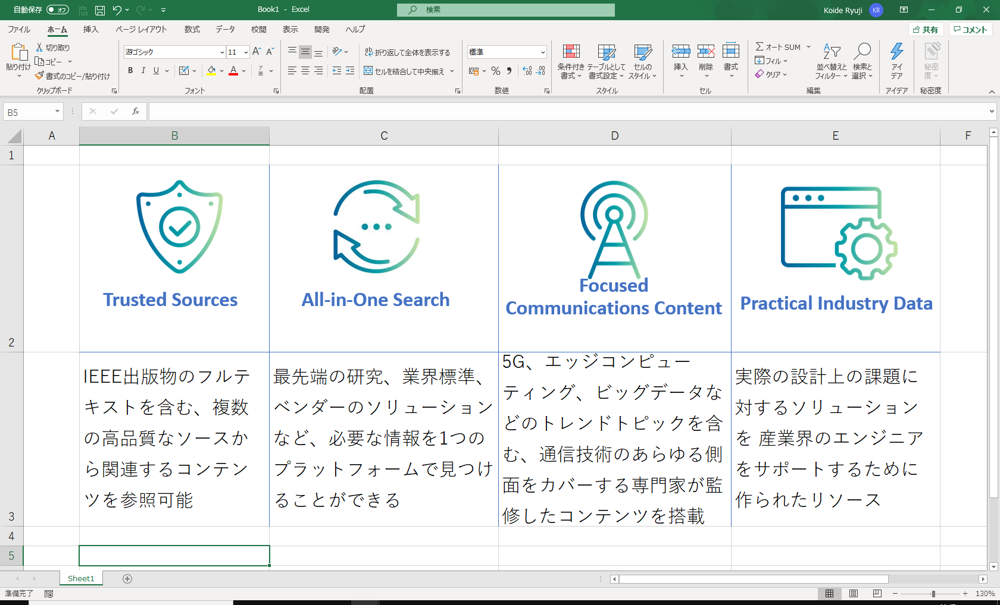 自動保存 オフ
Book1 - Excel
検索
Koide Ryuji KR
ファイル ホーム 挿入 ページ レイアウト 数式 データ 校閲 表示 開発 ヘルプ
共有 コメント
貼り付け
切り取り
コピー
書式のコピー/貼り付け
クリップボード
游ゴシック 11
B I U
フォント
折り返して全体を表示する
セルを結合して中央揃え
配置
標準
数値
条件付き
書式
テーブルとして
書式設定
セルの
スタイル
スタイル
挿入 削除 書式
セル
オート SUM
フィル
クリア
並べ替えと
フィルター
検索と
選択
編集
アイ
デア
アイデア
秘密
度
秘密度
B5
fx
A B C D E F
1
2
3
4
5
Trusted Sources
All-in-One Search
Focused
Communications Content
Practical Industry Data
IEEE出版物のフルテ
キストを含む、複数
の高品質なソースか
ら関連するコンテン
ツを参照可能
最先端の研究、業界標準、
ベンダーのソリューション
など、必要な情報を1つの
プラットフォームで見つけ
ることができる
5G、エッジコンピュー
ティング、ビッグデータな
どのトレンドトピックを含
む、通信技術のあらゆる側
面をカバーする専門家が監
修したコンテンツを搭載
実際の設計上の課題に
対するソリューション
を 産業界のエンジニア
をサポートするために
作られたリソース
Sheet1
準備完了
130%